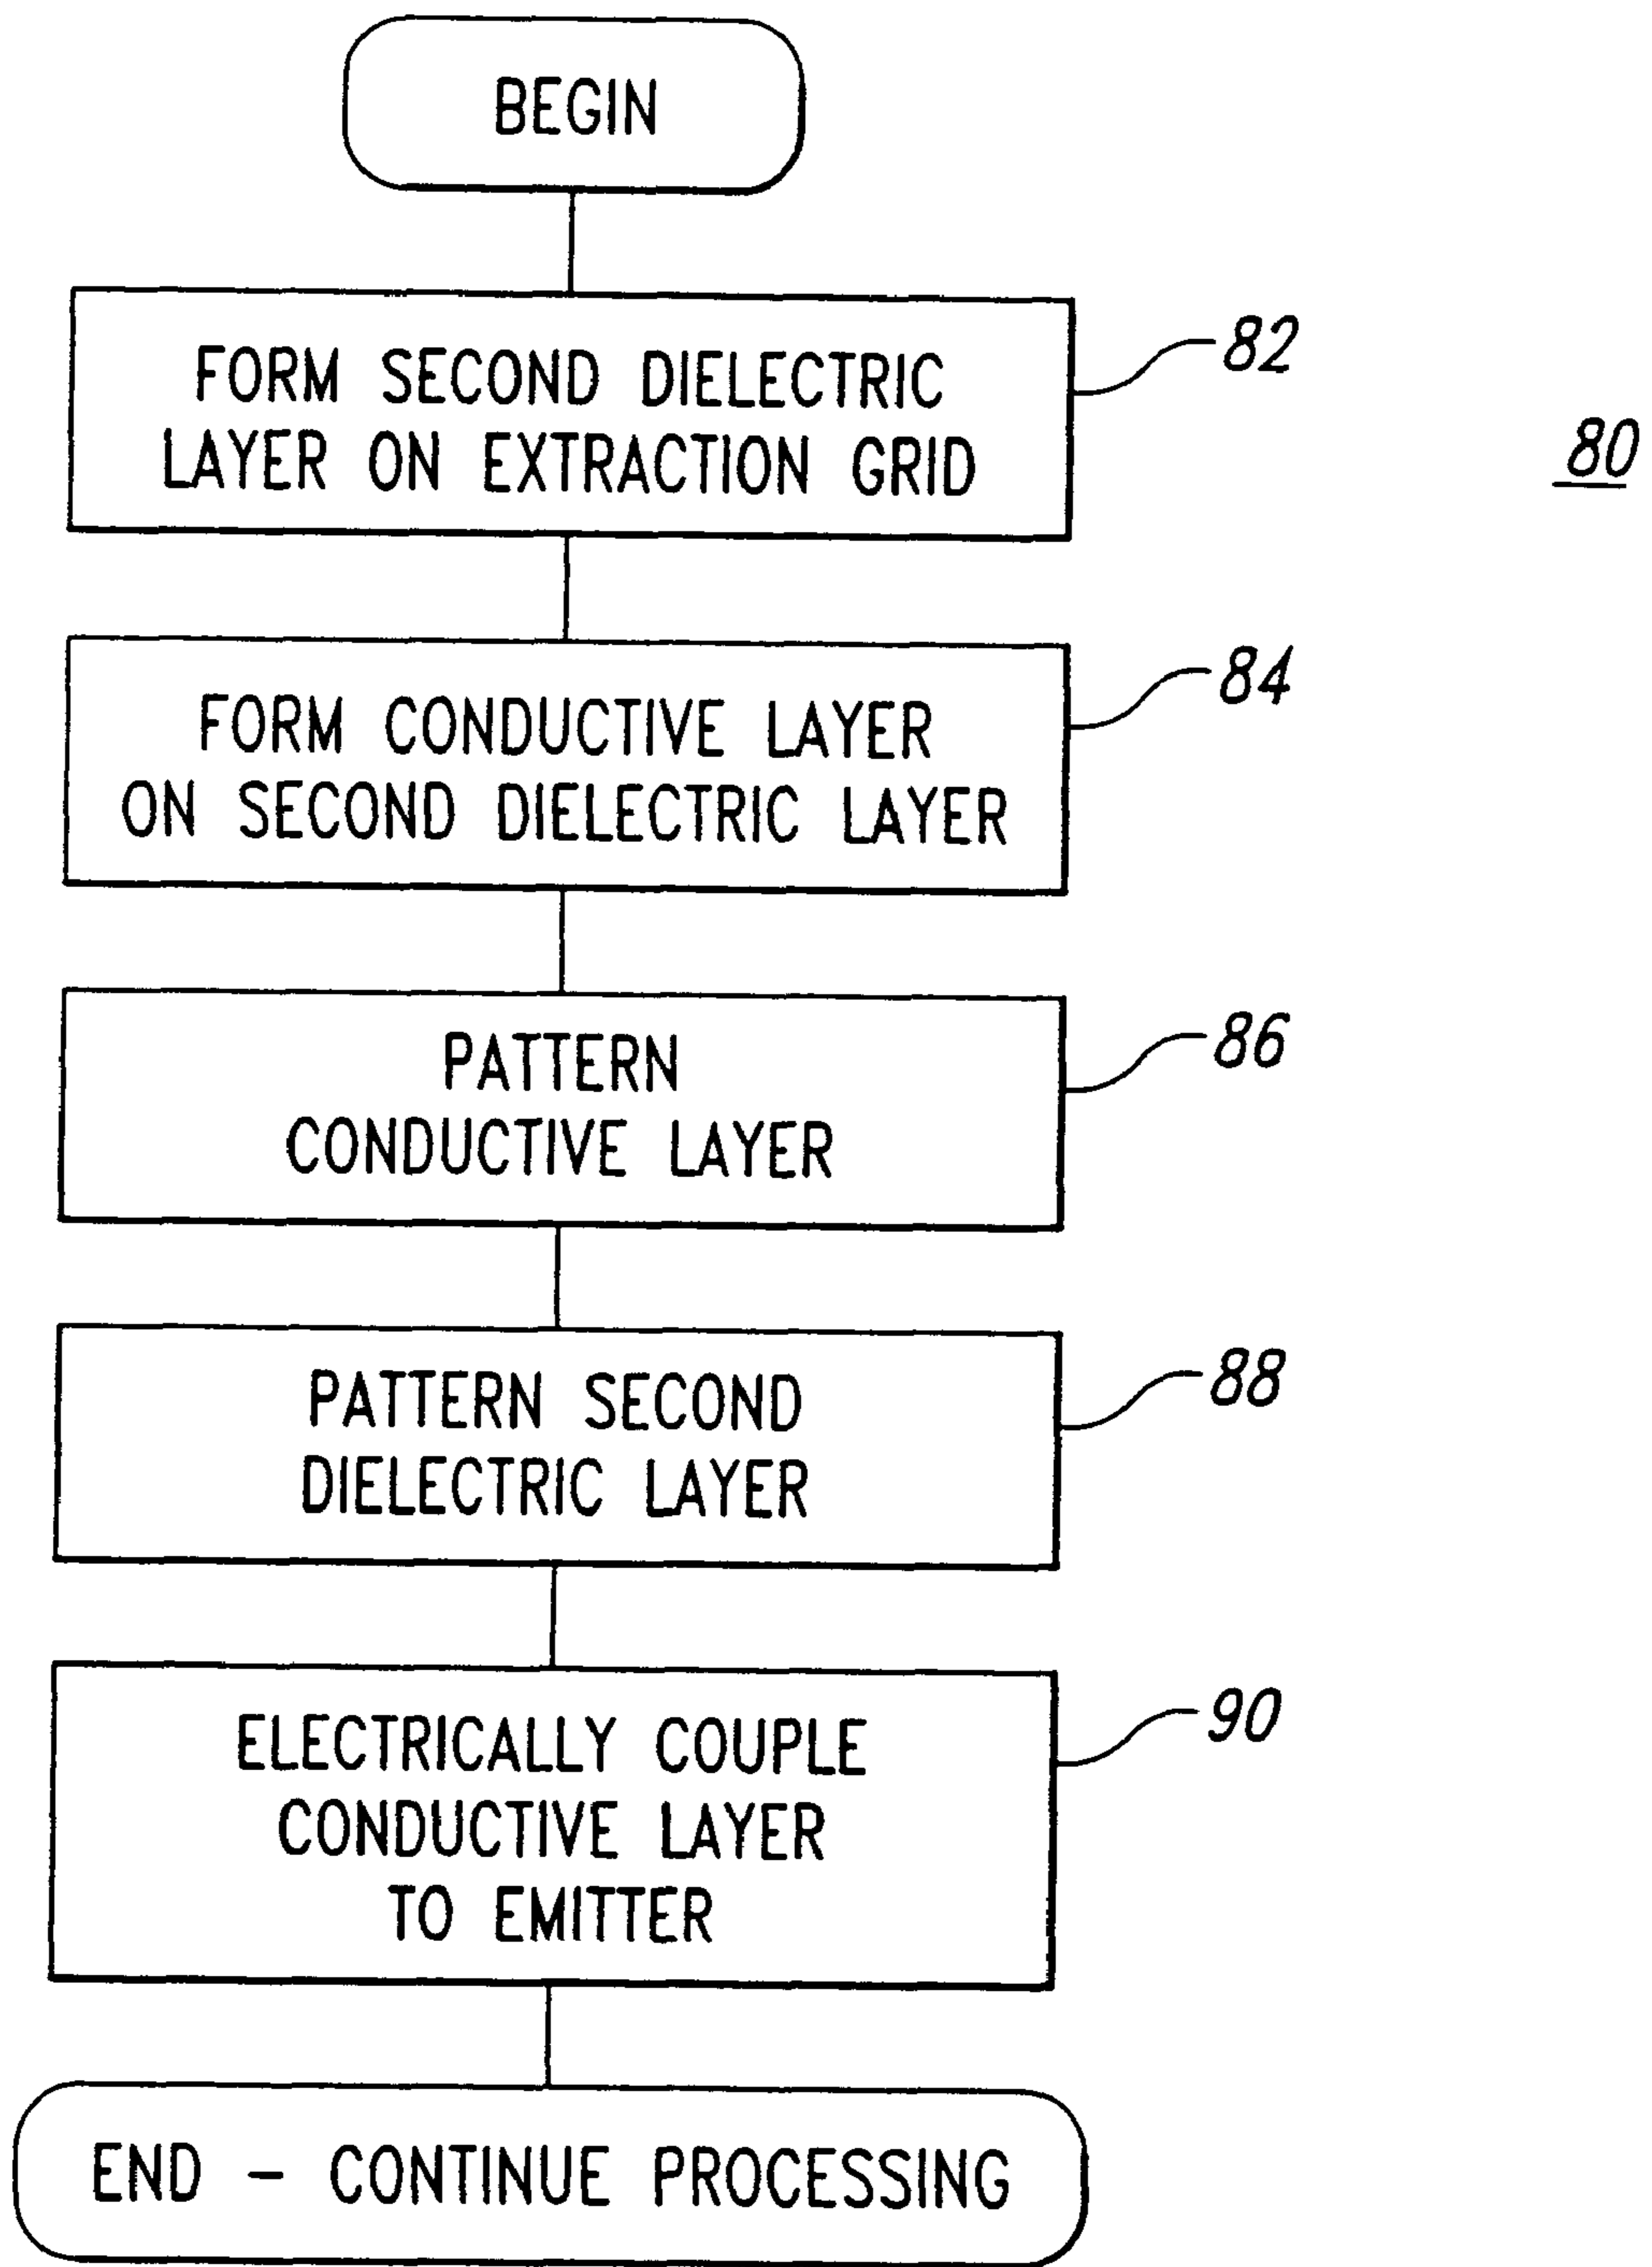 BEGIN
FORM SECOND DIELECTRIC
LAYER ON EXTRACTION GRID
82
80
FORM CONDUCTIVE LAYER
ON SECOND DIELECTRIC LAYER
84
PATTERN
CONDUCTIVE LAYER
86
PATTERN SECOND
DIELECTRIC LAYER
88
ELECTRICALLY COUPLE
CONDUCTIVE LAYER
TO EMITTER
90
END - CONTINUE PROCESSING